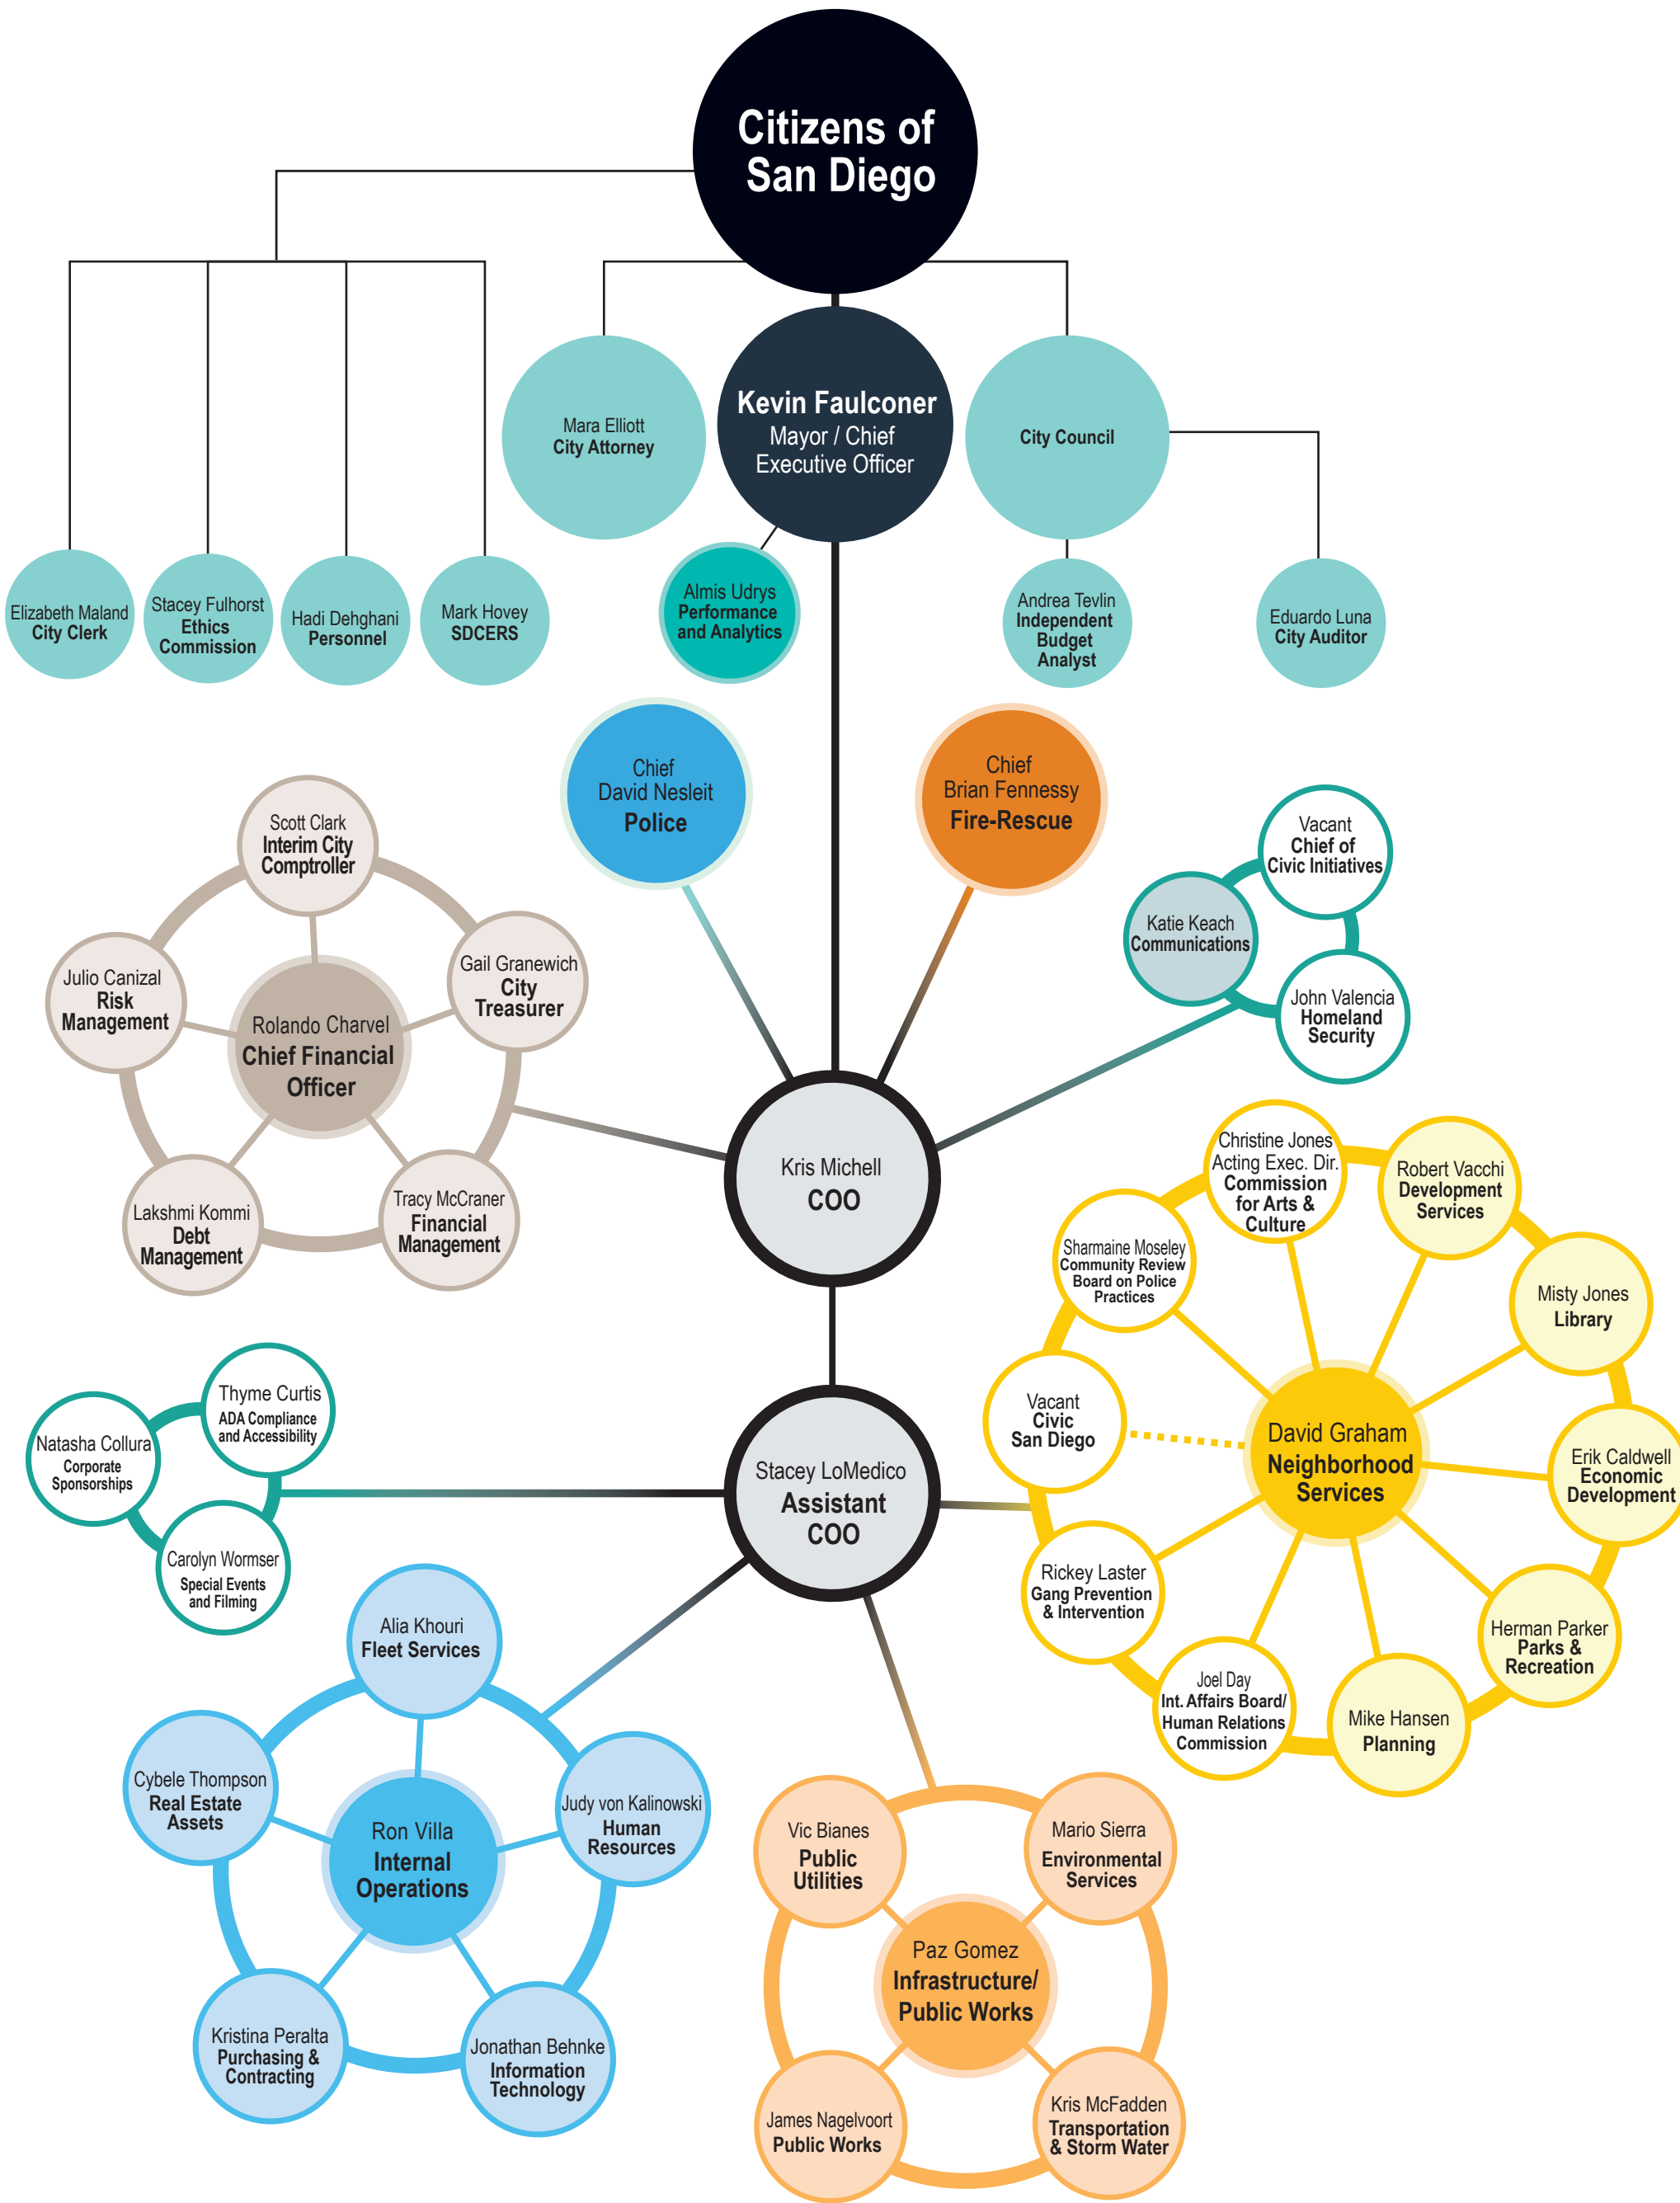 Citizens of
San Diego
Kevin Faulconer
Mayor / Chief
Executive Officer
Mara Elliott
City Attorney
City Council
Elizabeth Maland
City Clerk
Stacey Fulhorst
Ethics
Commission
Hadi Dehghani
Personnel
Mark Hovey
SDCERS
Almis Udrys
Performance
and Analytics
Andrea Tevlin
Independent
Budget
Analyst
Eduardo Luna
City Auditor
Chief
David Nesleit
Police
Chief
Brian Fennessy
Fire-Rescue
Scott Clark
Interim City
Comptroller
Julio Canizal
Risk
Management
Gail Granewich
City
Treasurer
Rolando Charvel
Chief Financial
Officer
Lakshmi Kommi
Debt
Management
Tracy McCraner
Financial
Management
Vacant
Chief of
Civic Initiatives
Katie Keach
Communications
John Valencia
Homeland
Security
Kris Michell
COO
Christine Jones
Acting Exec. Dir.
Commission
for Arts &
Culture
Robert Vacchi
Development
Services
Sharmaine Moseley
Community Review
Board on Police
Practices
Misty Jones
Library
Vacant
Civic
San Diego
David Graham
Neighborhood
Services
Erik Caldwell
Economic
Development
Rickey Laster
Gang Prevention
& Intervention
Herman Parker
Parks &
Recreation
Joel Day
Int. Affairs Board/
Human Relations
Commission
Mike Hansen
Planning
Thyme Curtis
ADA Compliance
and Accessibility
Natasha Collura
Corporate
Sponsorships
Carolyn Wormser
Special Events
and Filming
Stacey LoMedico
Assistant
COO
Alia Khouri
Fleet Services
Cybele Thompson
Real Estate
Assets
Judy von Kalinowski
Human
Resources
Ron Villa
Internal
Operations
Kristina Peralta
Purchasing &
Contracting
Jonathan Behnke
Information
Technology
Vic Bianes
Public
Utilities
Mario Sierra
Environmental
Services
Paz Gomez
Infrastructure/
Public Works
James Nagelvoort
Public Works
Kris McFadden
Transportation
& Storm Water